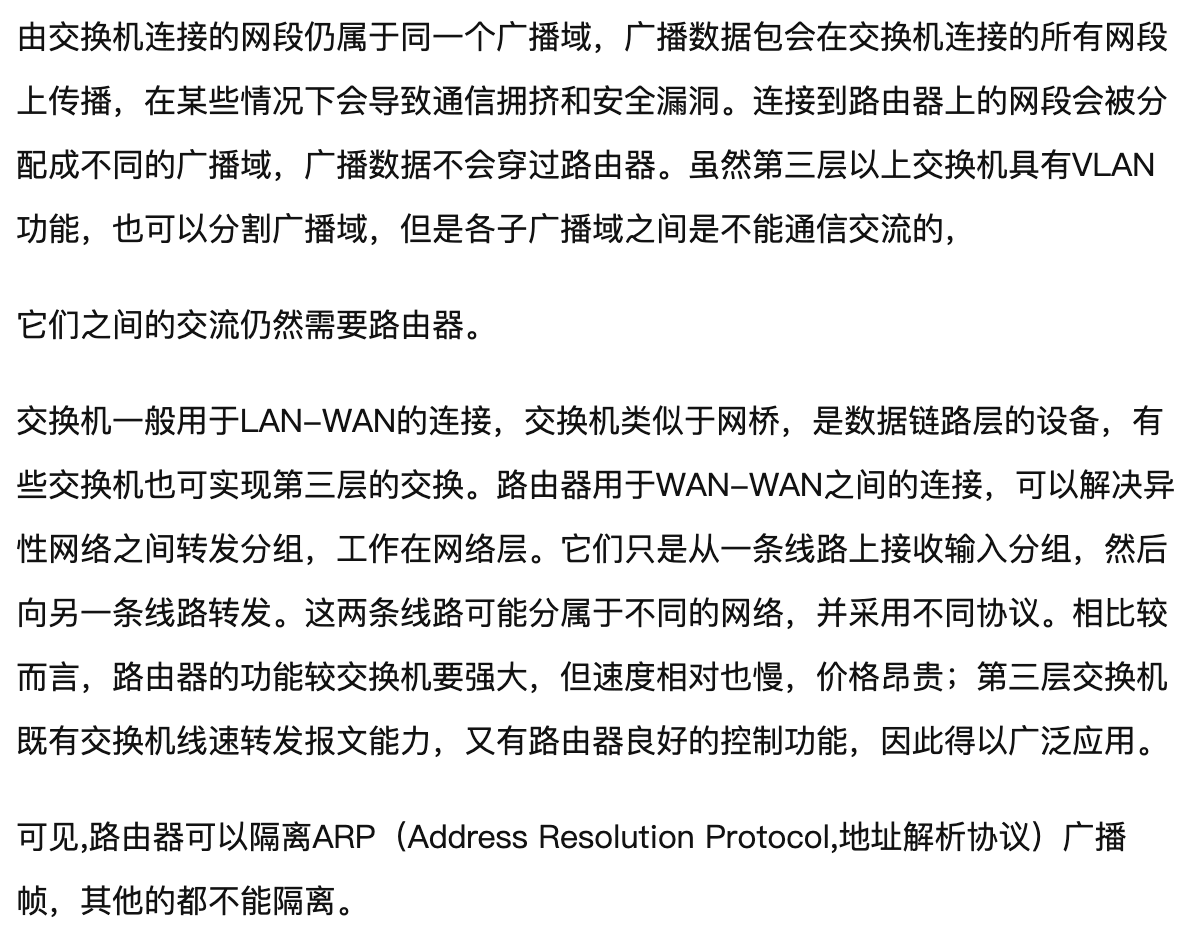 由交换机连接的网段仍属于同一个广播域，广播数据包会在交换机连接的所有网段
上传播，在某些情况下会导致通信拥挤和安全漏洞。连接到路由器上的网段会被分
配成不同的广播域，广播数据不会穿过路由器。虽然第三层以上交换机具有VLAN
功能，也可以分割广播域，但是各子广播域之间是不能通信交流的，
它们之间的交流仍然需要路由器。
交换机一般用于LAN–WAN的连接，交换机类似于网桥，是数据链路层的设备，有
些交换机也可实现第三层的交换。路由器用于WAN–WAN之间的连接，可以解决异
性网络之间转发分组，工作在网络层。它们只是从一条线路上接收输入分组，然后
向另一条线路转发。这两条线路可能分属于不同的网络，并采用不同协议。相比较
而言，路由器的功能较交换机要强大，但速度相对也慢，价格昂贵；第三层交换机
既有交换机线速转发报文能力，又有路由器良好的控制功能，因此得以广泛应用。
可见,路由器可以隔离ARP（Address Resolution Protocol,地址解析协议）广播
帧，其他的都不能隔离。